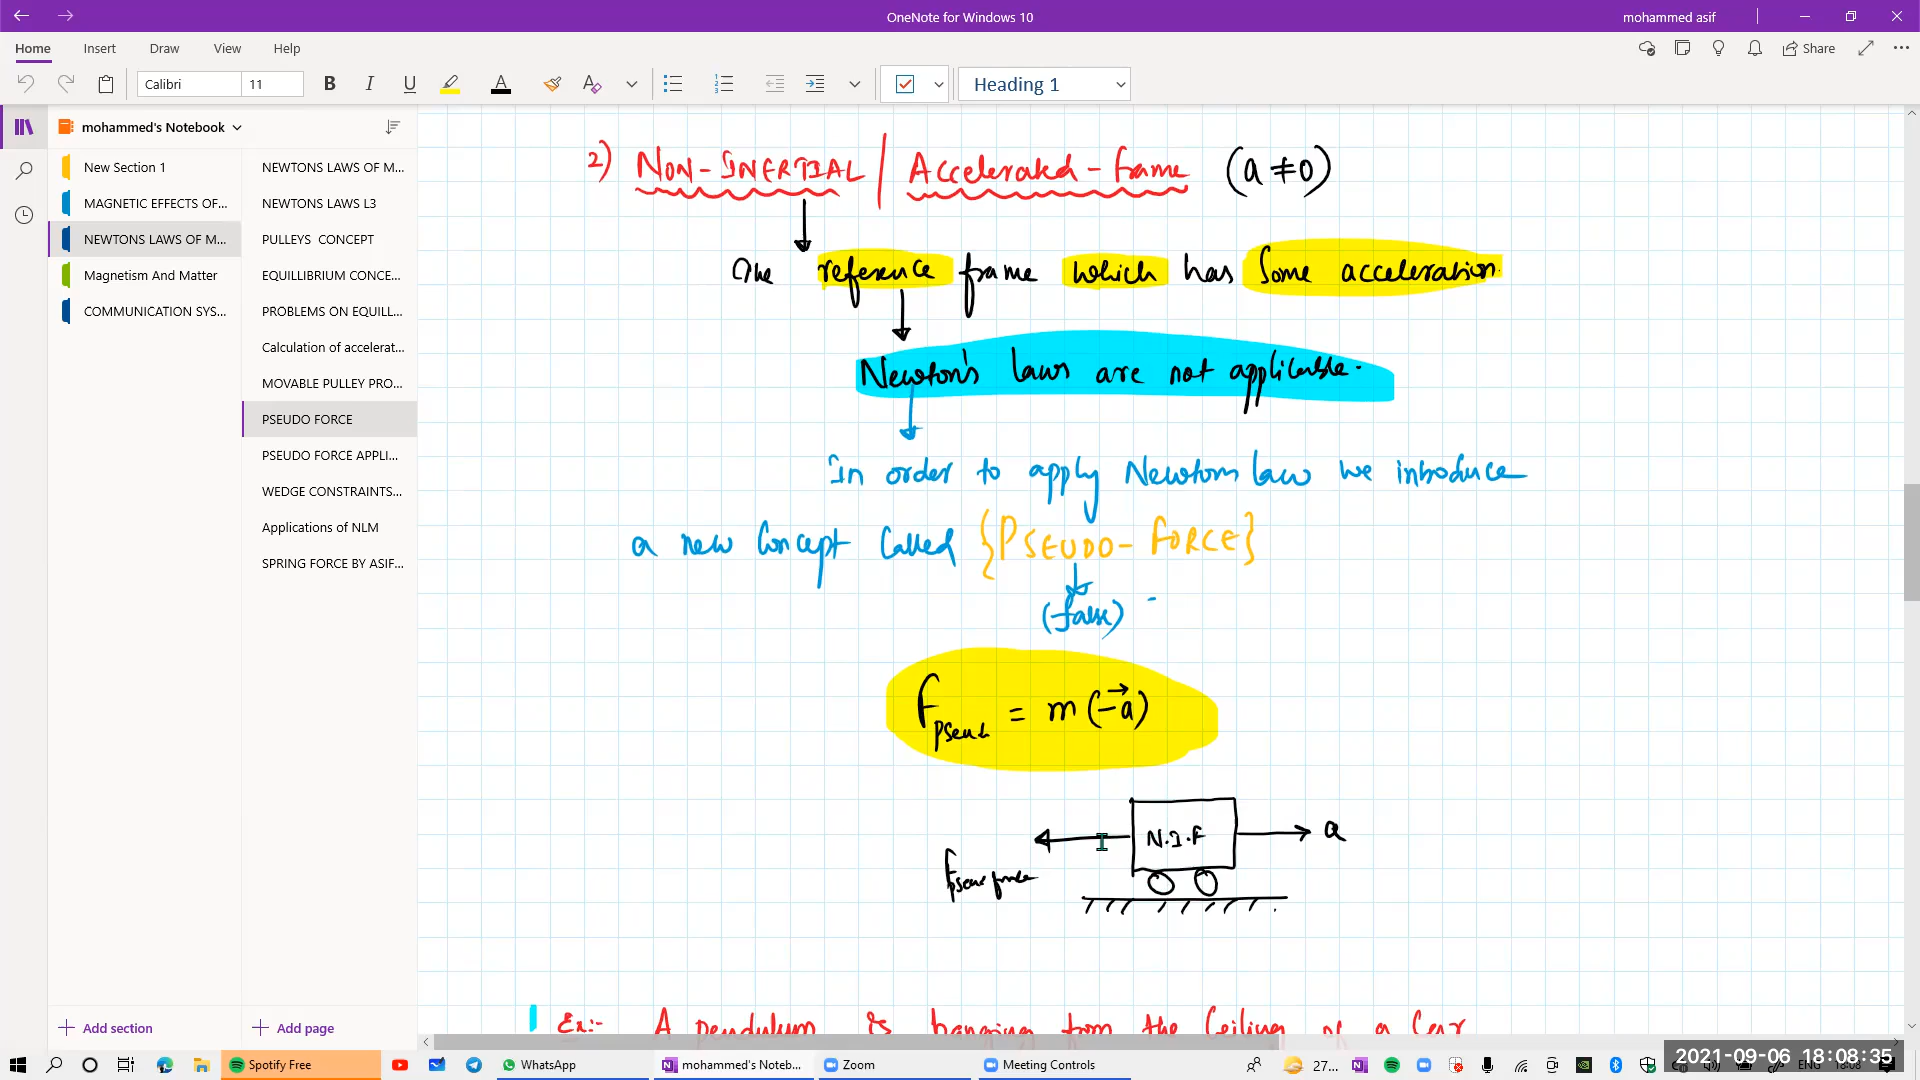 OneNote for Windows 10
mohammed asif
Home Insert Draw View Help
Share
Calibri 11 B I U A Heading 1
mohammed's Notebook
New Section 1
MAGNETIC EFFECTS OF...
NEWTONS LAWS OF M...
Magnetism And Matter
COMMUNICATION SYS...
NEWTONS LAWS OF M...
NEWTONS LAWS L3
PULLEYS CONCEPT
EQUILLIBRIUM CONCE...
PROBLEMS ON EQUILL...
Calculation of accelerat...
MOVABLE PULLEY PRO...
PSEUDO FORCE
PSEUDO FORCE APPLI...
WEDGE CONSTRAINTS...
Applications of NLM
SPRING FORCE BY ASIF...
Add section
Add page
2) NON-INERTIAL | Accelerated-frame (a ≠ 0)
The reference frame which has Some acceleration.
Newton's laws are not applicable.
In order to apply Newtons law we introduce
a new Concept Called {PSEUDO-FORCE}
(false)
F = m(-a)
N.I.F a
Ex:- A pendulum is hanging from the Ceiling of a Car
Spotify Free
WhatsApp
mohammed's Noteb...
Zoom
Meeting Controls
27...
ENG
18:08
2021-09-06 18:08:35